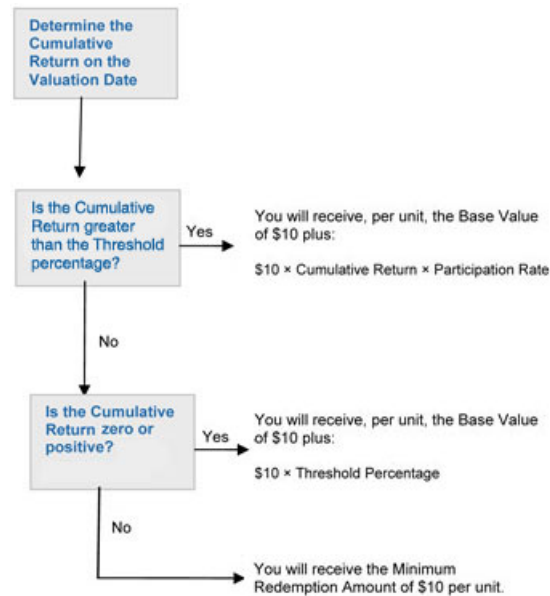 Determine the
Cumulative
Return on the
Valuation Date
Is the Cumulative
Return greater
than the Threshold
percentage?
Yes
You will receive, per unit, the Base Value
of $10 plus:
$10 × Cumulative Return × Participation Rate
No
Is the Cumulative
Return zero or
positive?
Yes
You will receive, per unit, the Base Value
of $10 plus:
$10 × Threshold Percentage
No
You will receive the Minimum
Redemption Amount of $10 per unit.